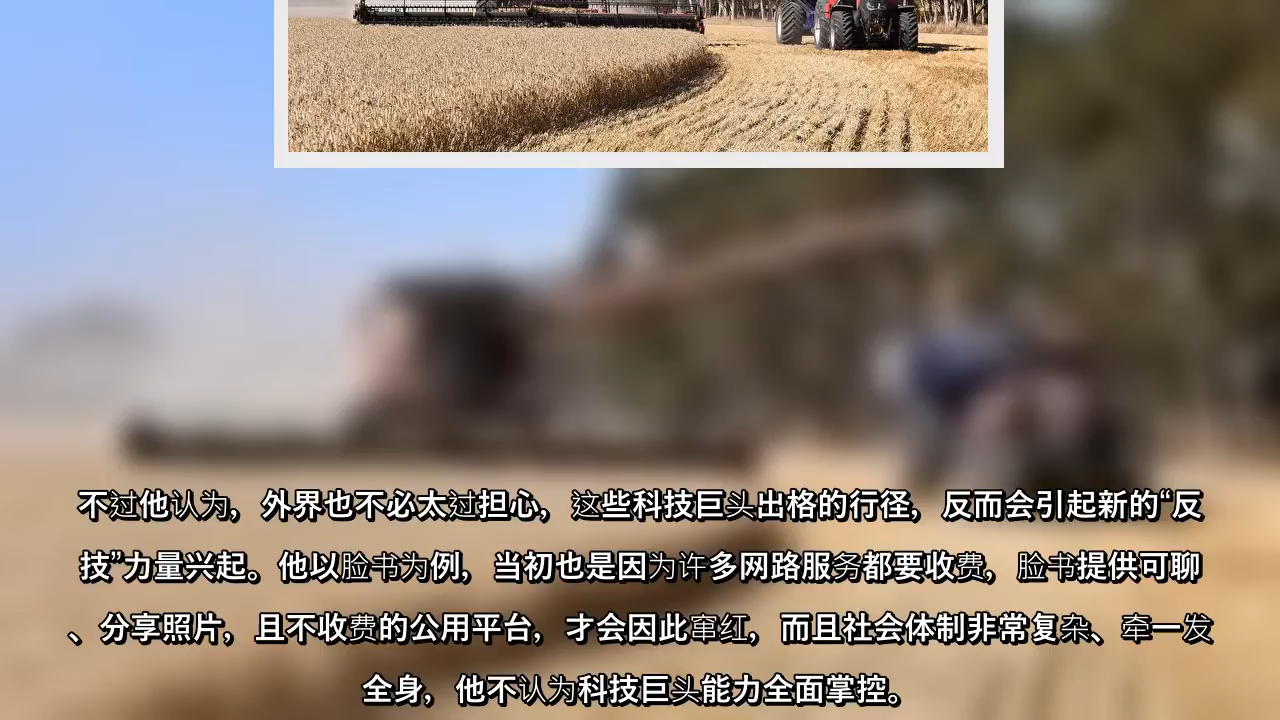 不过他认为，外界也不必太过担心，这些科技巨头出格的行径，反而会引起新的“反
技”力量兴起。他以脸书为例，当初也是因为许多网路服务都要收费，脸书提供可聊
、分享照片，且不收费的公用平台，才会因此窜红，而且社会体制非常复杂、牵一发
全身，他不认为科技巨头能力全面掌控。